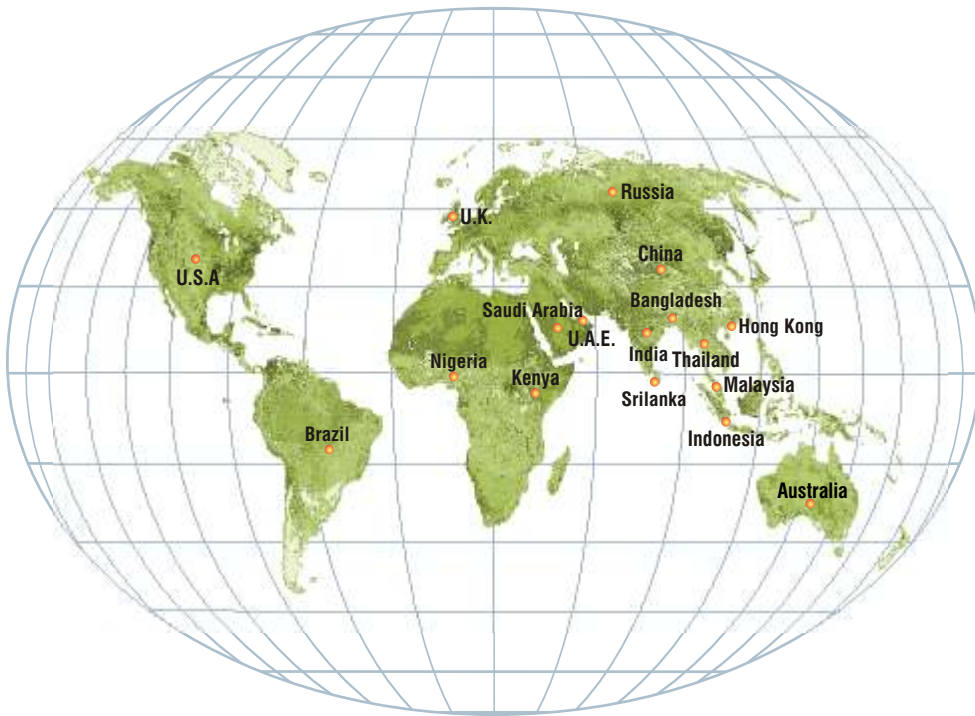 Russia
U.K.
China
U.S.A
Bangladesh
Saudi Arabia
Hong Kong
U.A.E.
India
Thailand
Nigeria
Kenya
Malaysia
Srilanka
Brazil
Indonesia
Australia